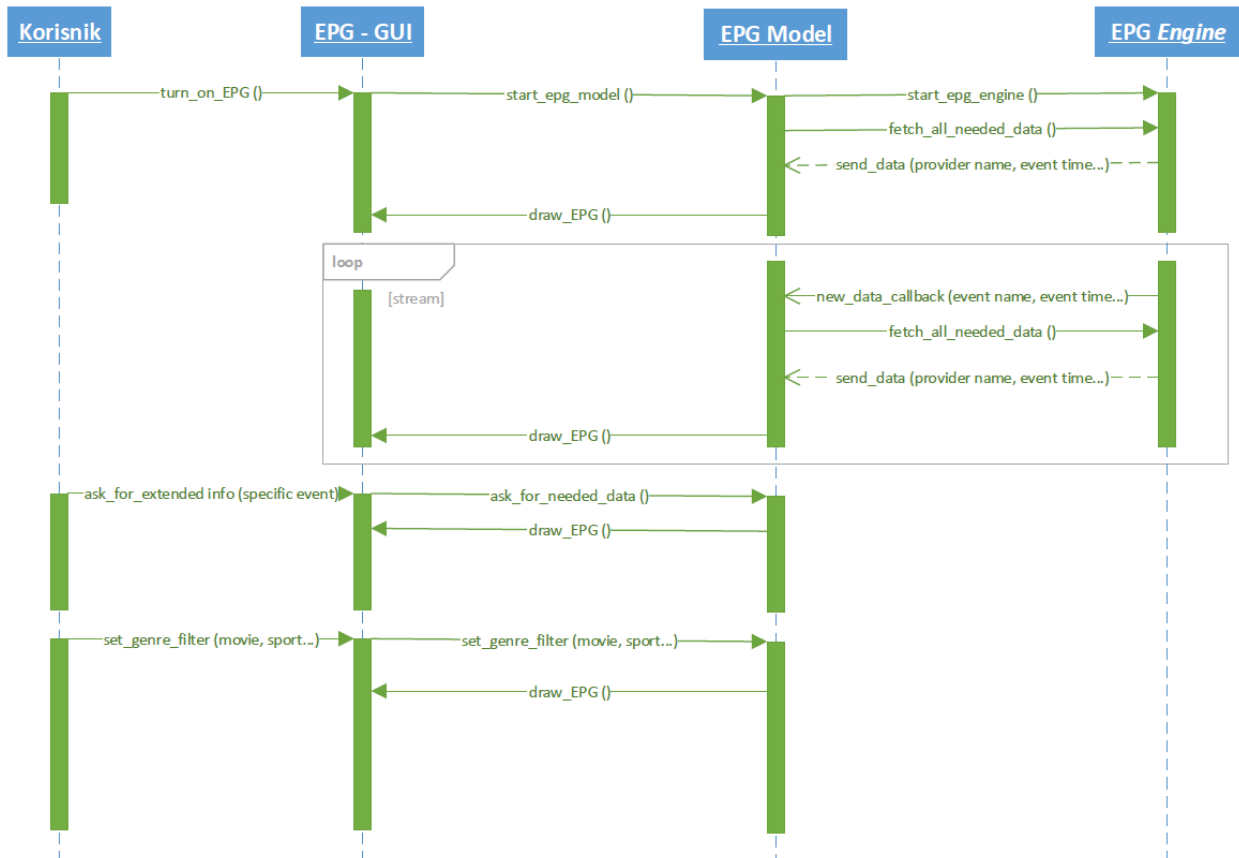 Korisnik
EPG - GUI
EPG Model
EPG Engine
turn_on_EPG ()
start_epg_model ()
start_epg_engine ()
fetch_all_needed_data ()
send_data (provider name, event time...)
draw_EPG ()
loop
[stream]
new_data_callback (event name, event time...)
fetch_all_needed_data ()
send_data (provider name, event time...)
draw_EPG ()
ask_for_extended info (specific event)
ask_for_needed_data ()
draw_EPG ()
set_genre_filter (movie, sport...)
set_genre_filter (movie, sport...)
draw_EPG ()